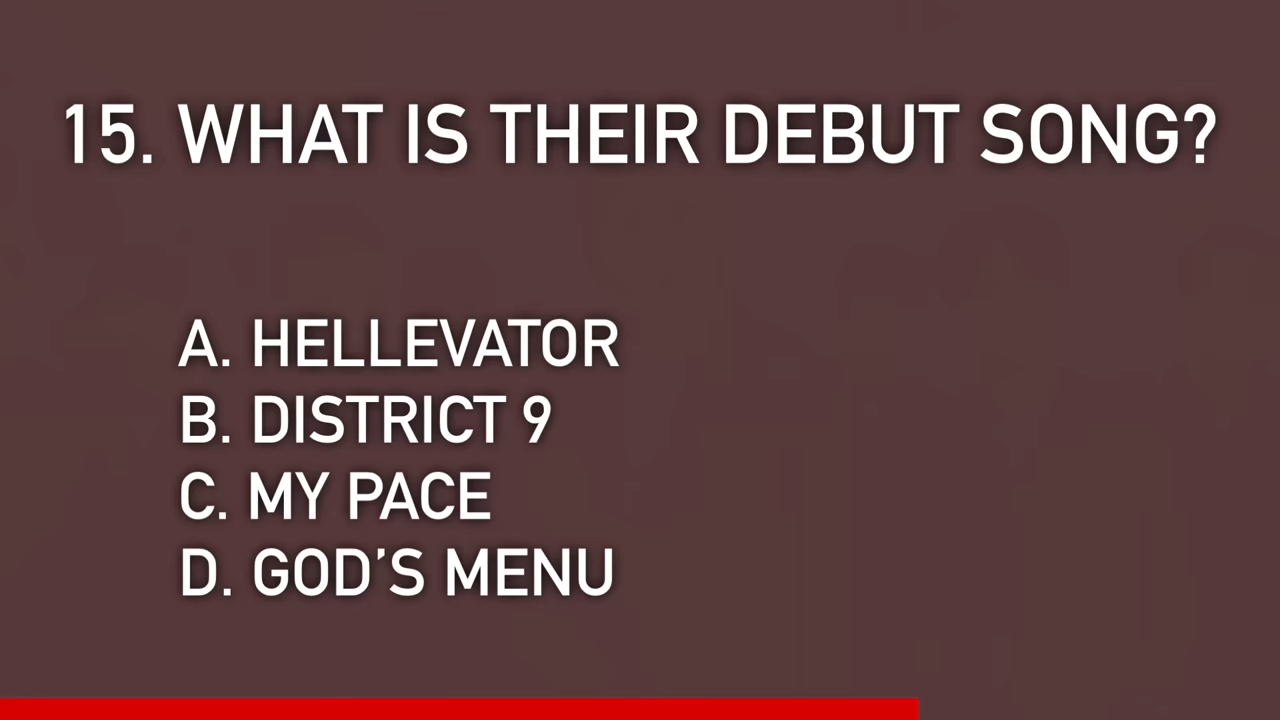 15. WHAT IS THEIR DEBUT SONG?
A. HELLEVATOR
B. DISTRICT 9
C. MY PACE
D. GOD’S MENU